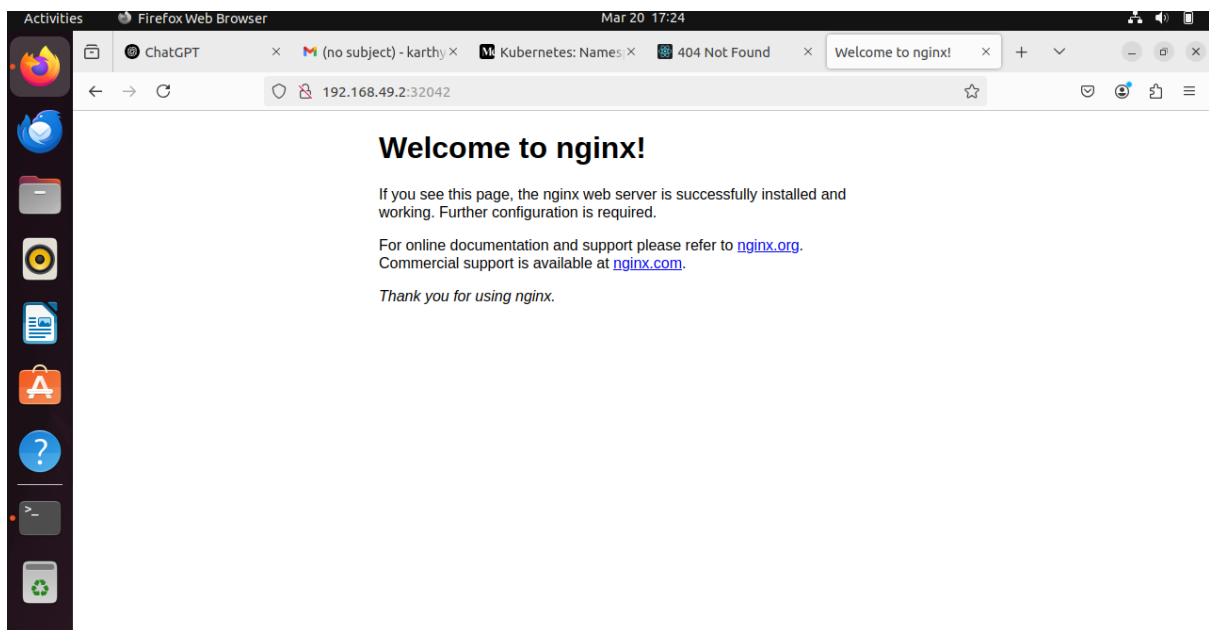 Activities Firefox Web Browser Mar 20 17:24
ChatGPT (no subject) - karthy Kubernetes: Names 404 Not Found Welcome to nginx!
192.168.49.2:32042
Welcome to nginx!
If you see this page, the nginx web server is successfully installed and
working. Further configuration is required.
For online documentation and support please refer to nginx.org.
Commercial support is available at nginx.com.
Thank you for using nginx.